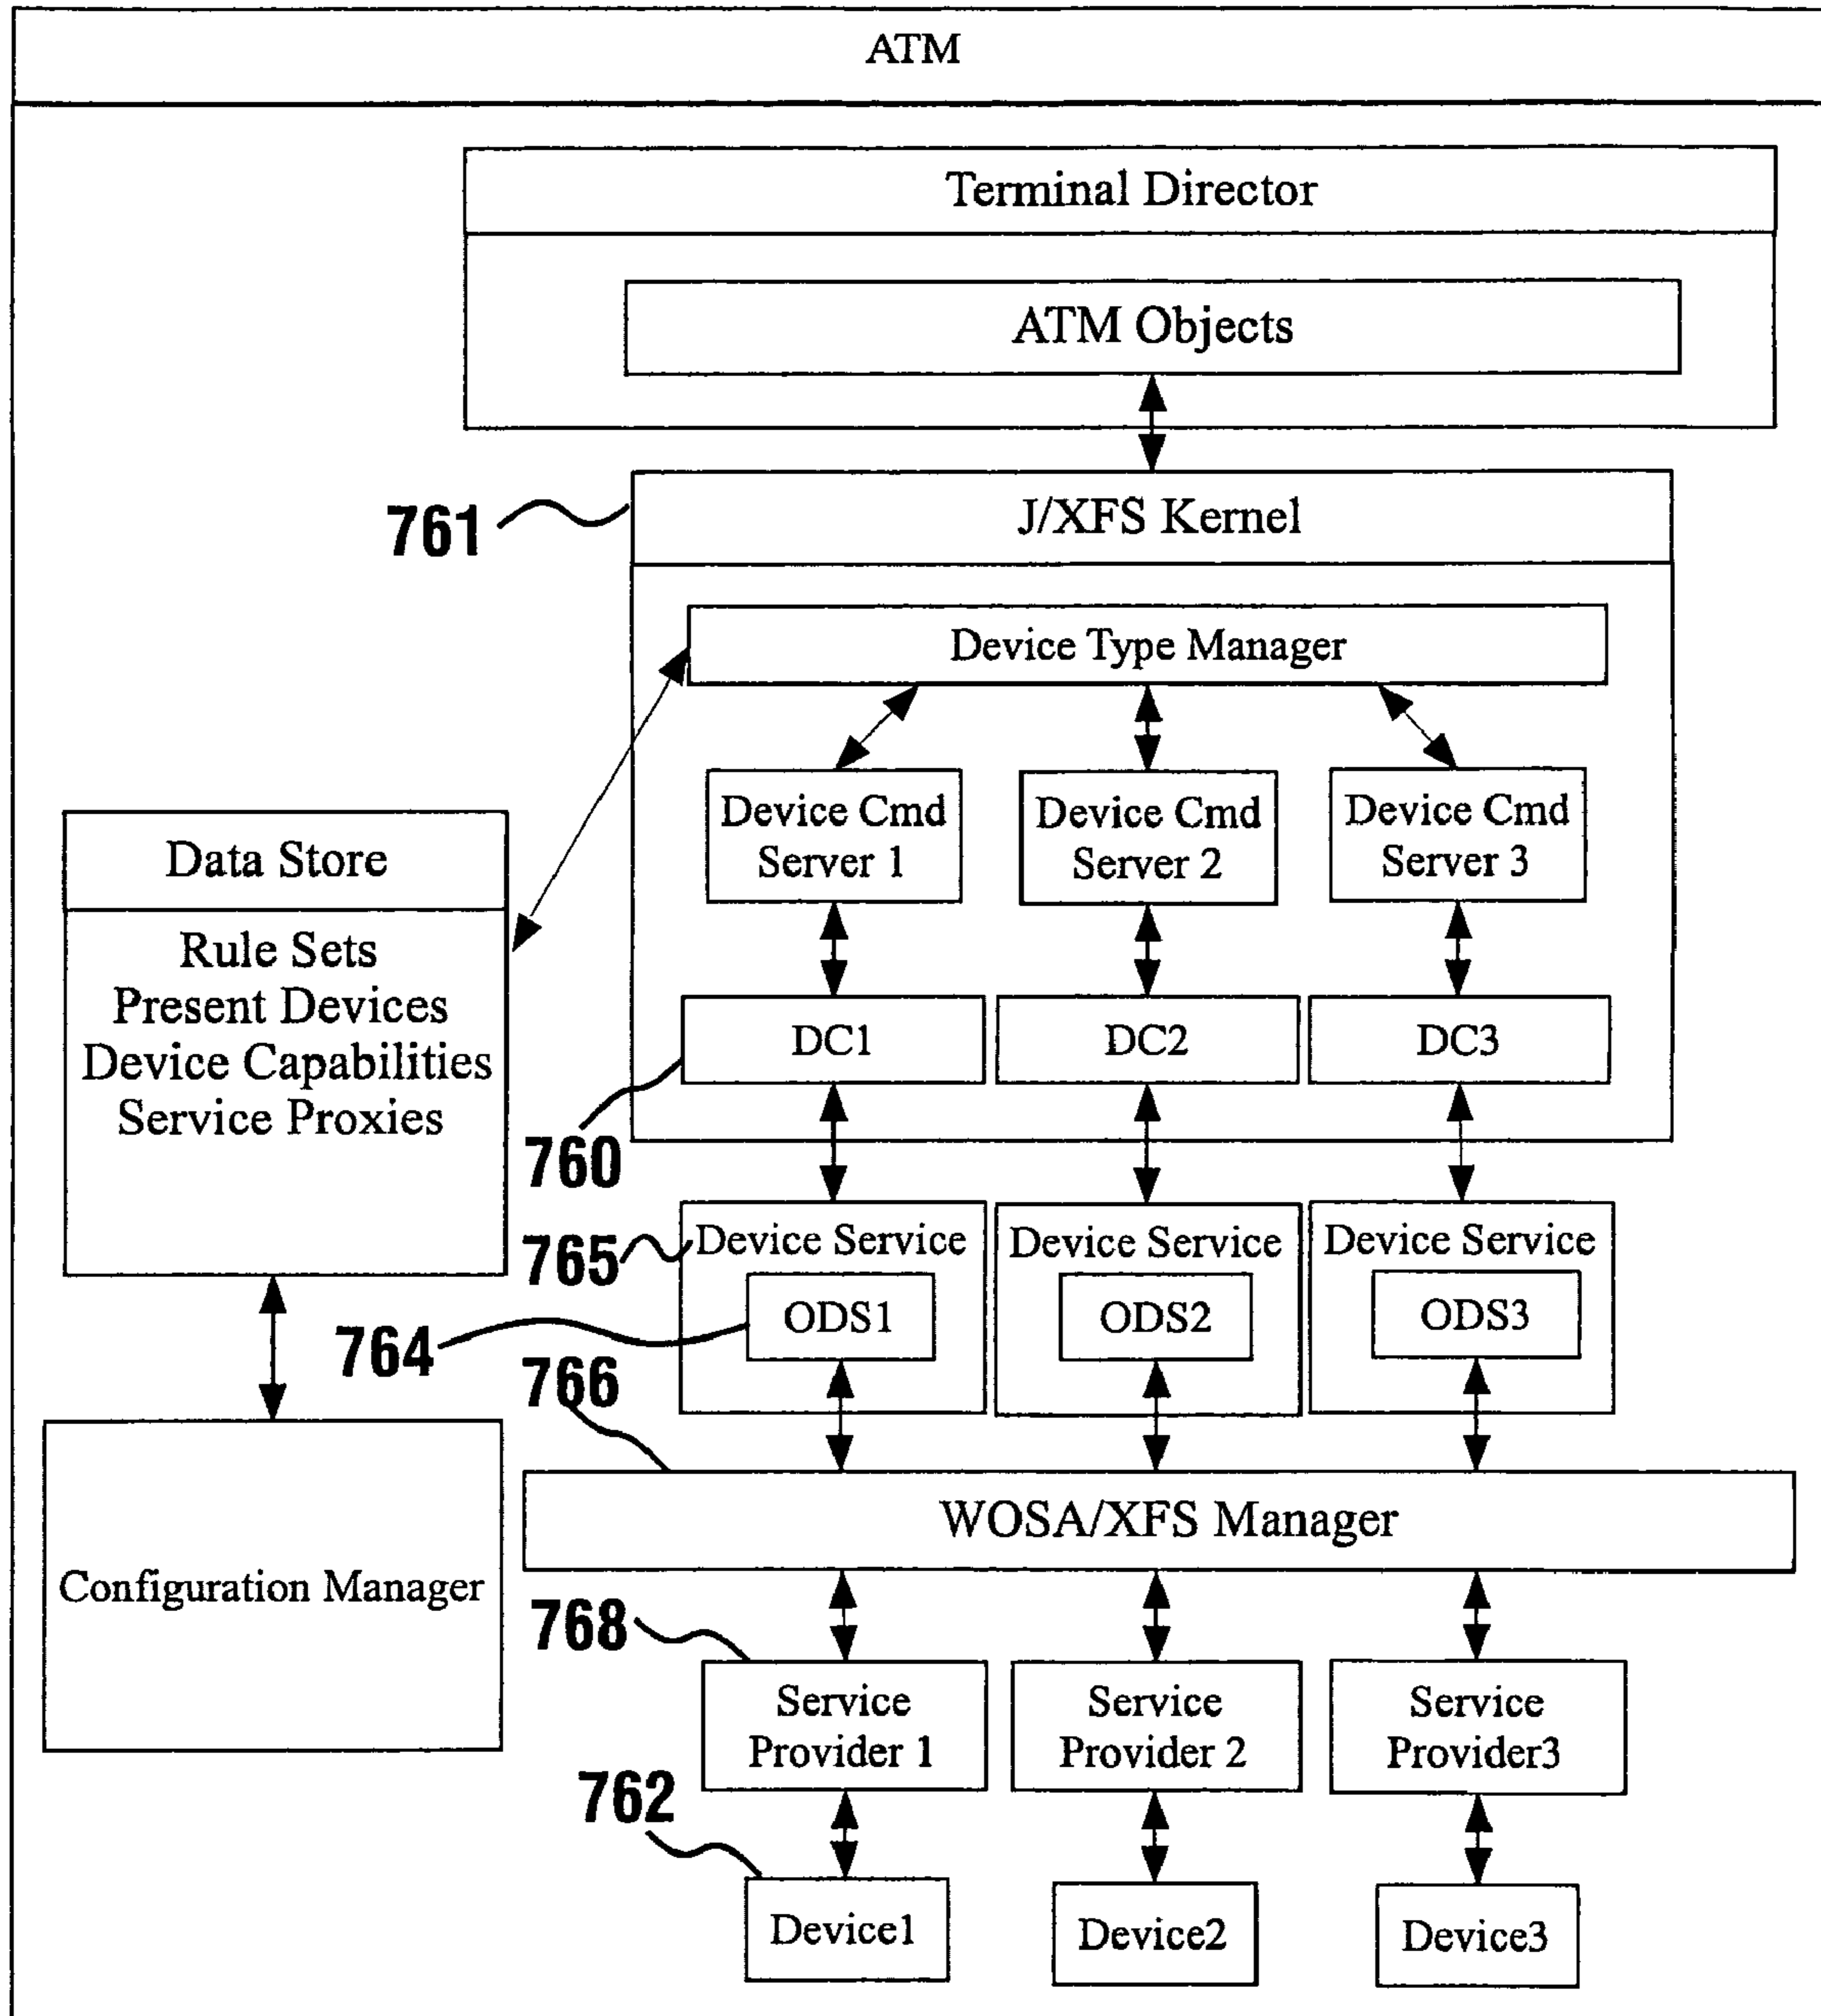 ATM
Terminal Director
ATM Objects
761
J/XFS Kernel
Device Type Manager
Device Cmd
Server 1
Device Cmd
Server 2
Device Cmd
Server 3
Data Store
Rule Sets
Present Devices
Device Capabilities
Service Proxies
DC1
DC2
DC3
760
765
Device Service
ODS1
Device Service
ODS2
Device Service
ODS3
764
766
WOSA/XFS Manager
Configuration Manager
768
Service
Provider 1
Service
Provider 2
Service
Provider3
762
Device1
Device2
Device3